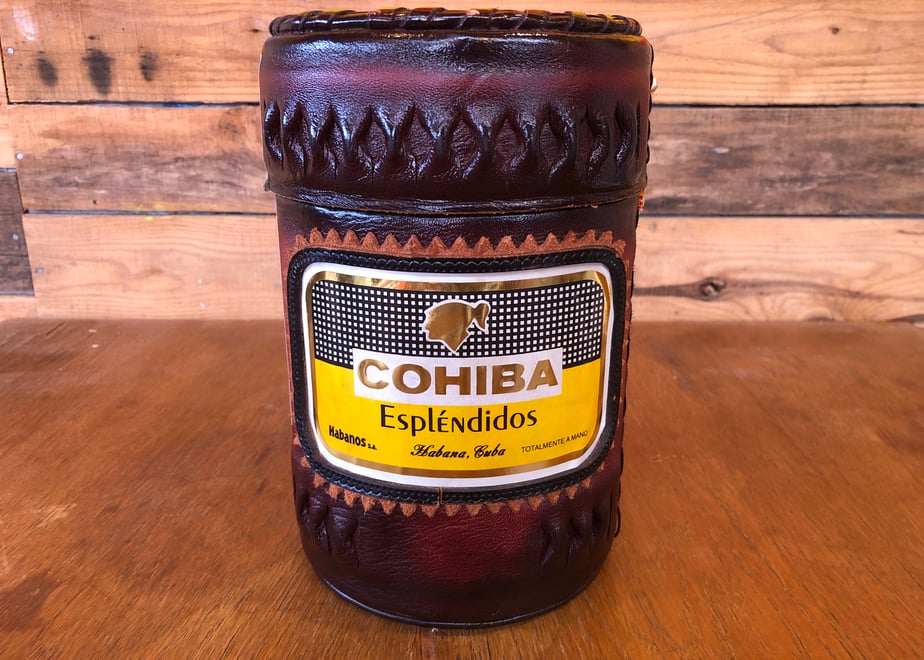 COHIBA
Espléndidos
Habanos s.a.
Habana, Cuba
TOTALMENTE A MANO